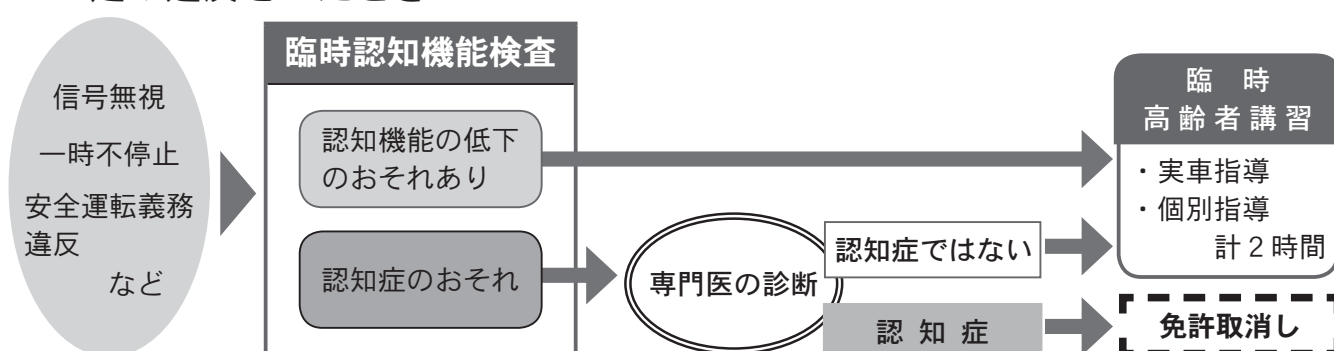 信号無視
一時不停止
安全運転義務
違反
など
臨時認知機能検査
認知機能の低下
のおそれあり
認知症のおそれ
専門医の診断
認知症ではない
認知症
臨時
高齢者講習
・実車指導
・個別指導
計2時間
免許取消し